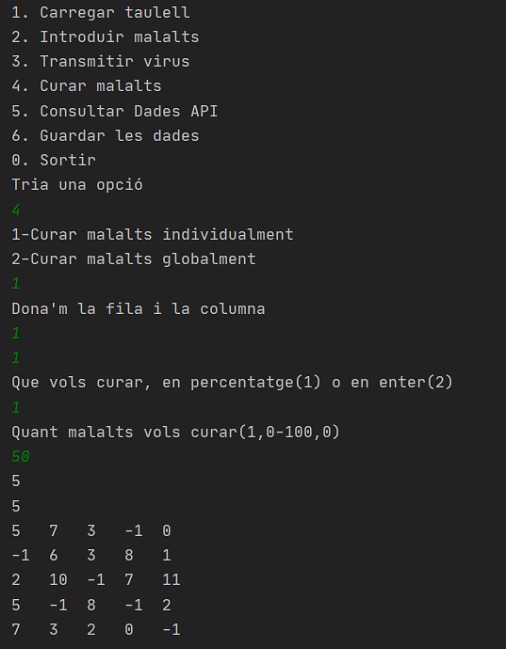 1. Carregar taulell
2. Introduir malalts
3. Transmitir virus
4. Curar malalts
5. Consultar Dades API
6. Guardar les dades
0. Sortir
Tria una opció
4
1-Curar malalts individualment
2-Curar malalts globalment
1
Dona'm la fila i la columna
1
1
Que vols curar, en percentatge(1) o en enter(2)
1
Quant malalts vols curar(1,0-100,0)
50
5
5
5 7 3 -1 0
-1 6 3 8 1
2 10 -1 7 11
5 -1 8 -1 2
7 3 2 0 -1